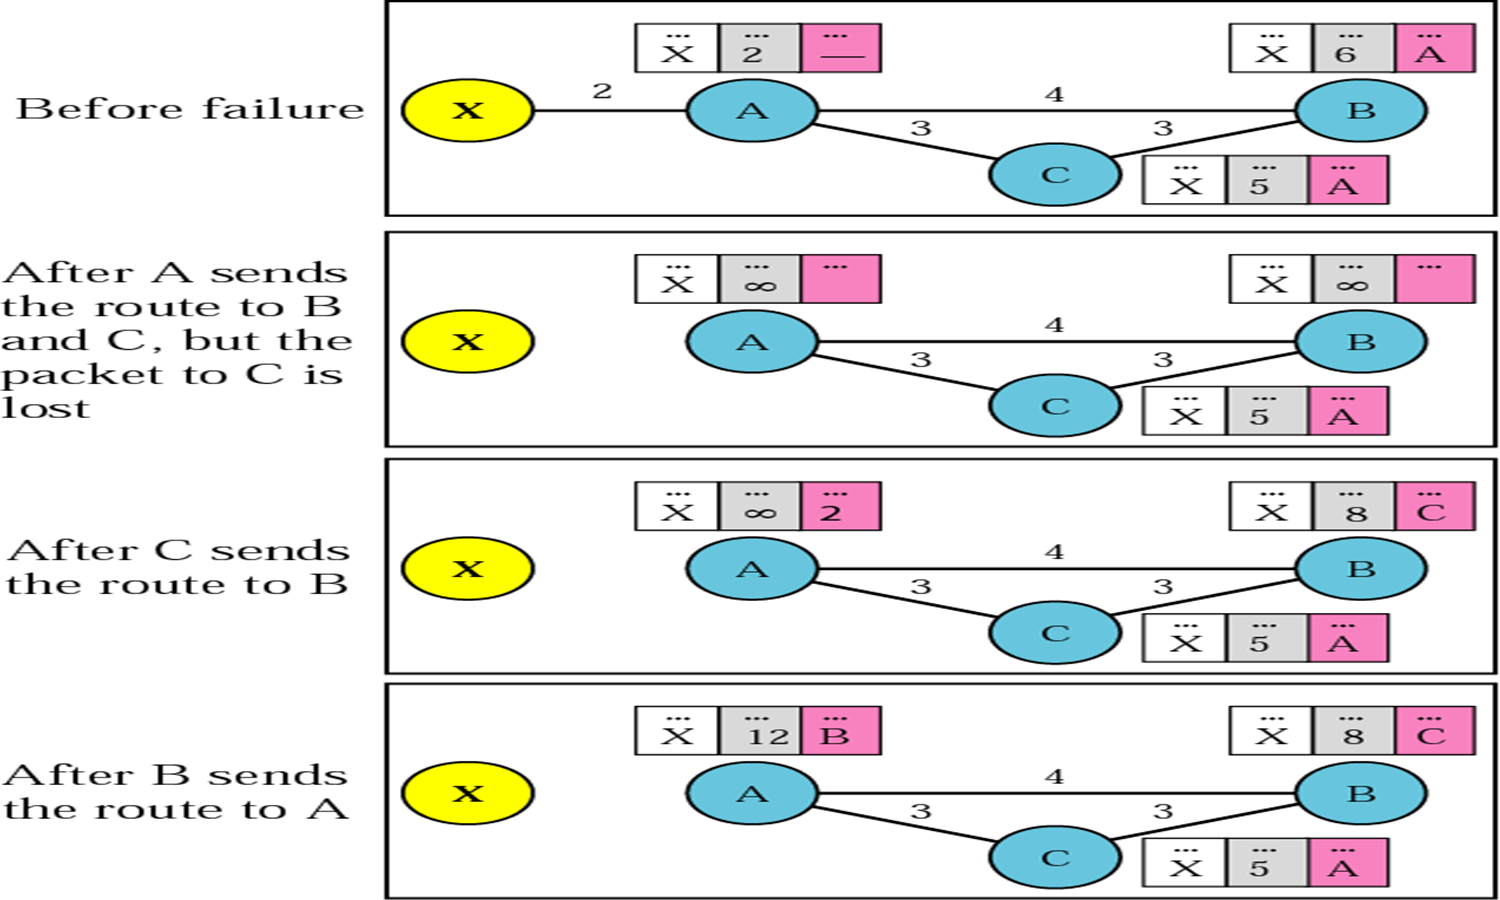 ... ... ...
X 2 —
... ... ...
X 6 A
Before failure
X
2
A
4
B
3
3
C
... ... ...
X 5 A
After A sends
the route to B
and C, but the
packet to C is
lost
... ... ...
X ∞
... ... ...
X ∞
X
A
4
B
3
3
C
... ... ...
X 5 A
After C sends
the route to B
... ... ...
X ∞ 2
... ... ...
X 8 C
X
A
4
B
3
3
C
... ... ...
X 5 A
After B sends
the route to A
... ... ...
X 12 B
... ... ...
X 8 C
X
A
4
B
3
3
C
... ... ...
X 5 A